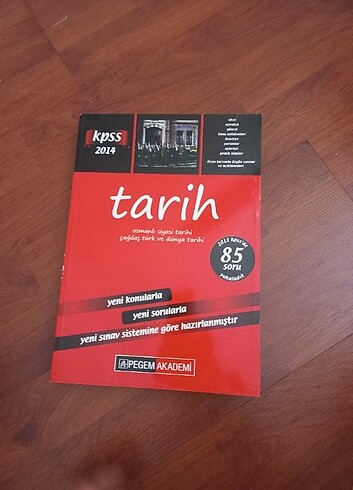 kpss
2014
tarih
osmanlı siyasi tarihi
çağdaş türk ve dünya tarihi
2013 kpss'de
85
soru
yakaladık
yeni konularla
yeni sorularla
yeni sınav sistemine göre hazırlanmıştır
PEGEM AKADEMİ